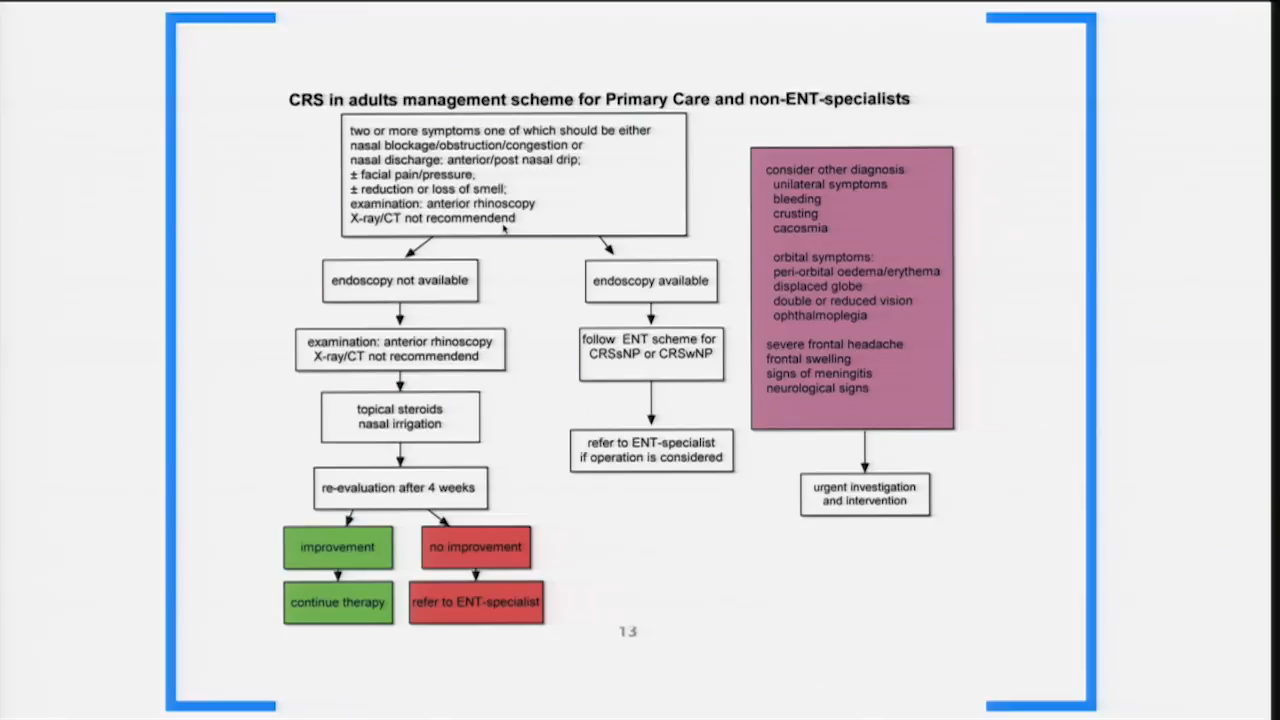 CRS in adults management scheme for Primary Care and non-ENT-specialists
two or more symptoms one of which should be either
nasal blockage/obstruction/congestion or
nasal discharge: anterior/post nasal drip;
± facial pain/pressure,
± reduction or loss of smell;
examination: anterior rhinoscopy
X-ray/CT not recommendend
endoscopy not available
examination: anterior rhinoscopy
X-ray/CT not recommendend
topical steroids
nasal irrigation
re-evaluation after 4 weeks
improvement
continue therapy
no improvement
refer to ENT-specialist
endoscopy available
follow ENT scheme for
CRSsNP or CRSwNP
refer to ENT-specialist
if operation is considered
consider other diagnosis
unilateral symptoms
bleeding
crusting
cacosmia
orbital symptoms:
peri-orbital oedema/erythema
displaced globe
double or reduced vision
ophthalmoplegia
severe frontal headache
frontal swelling
signs of meningitis
neurological signs
urgent investigation
and intervention
13